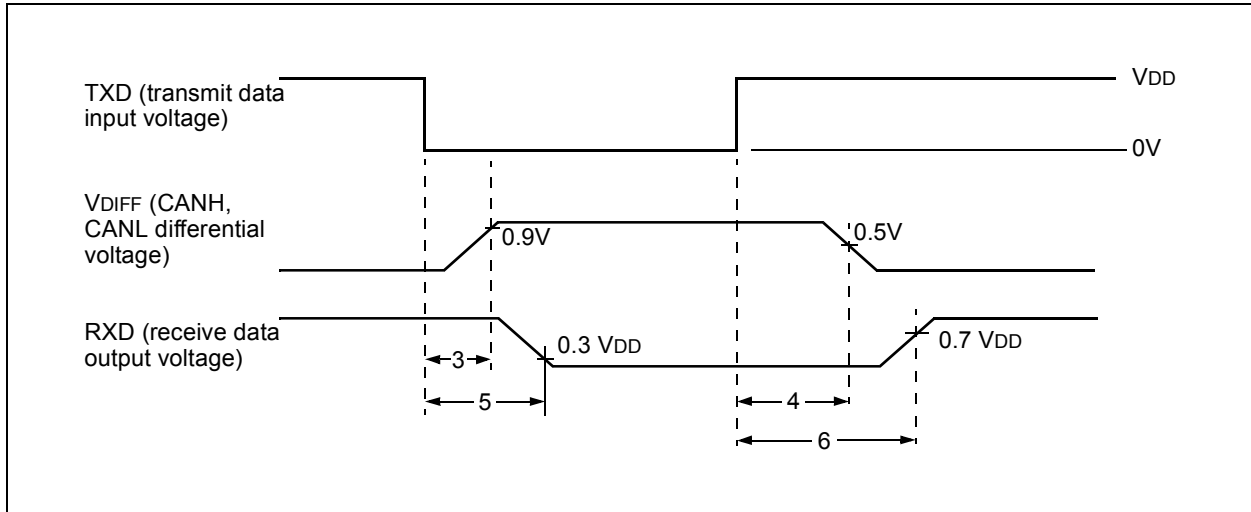 TXD (transmit data
input voltage)
VDD
0V
VDIFF (CANH,
CANL differential
voltage)
0.9V
0.5V
RXD (receive data
output voltage)
0.3 VDD
0.7 VDD
3
5
4
6